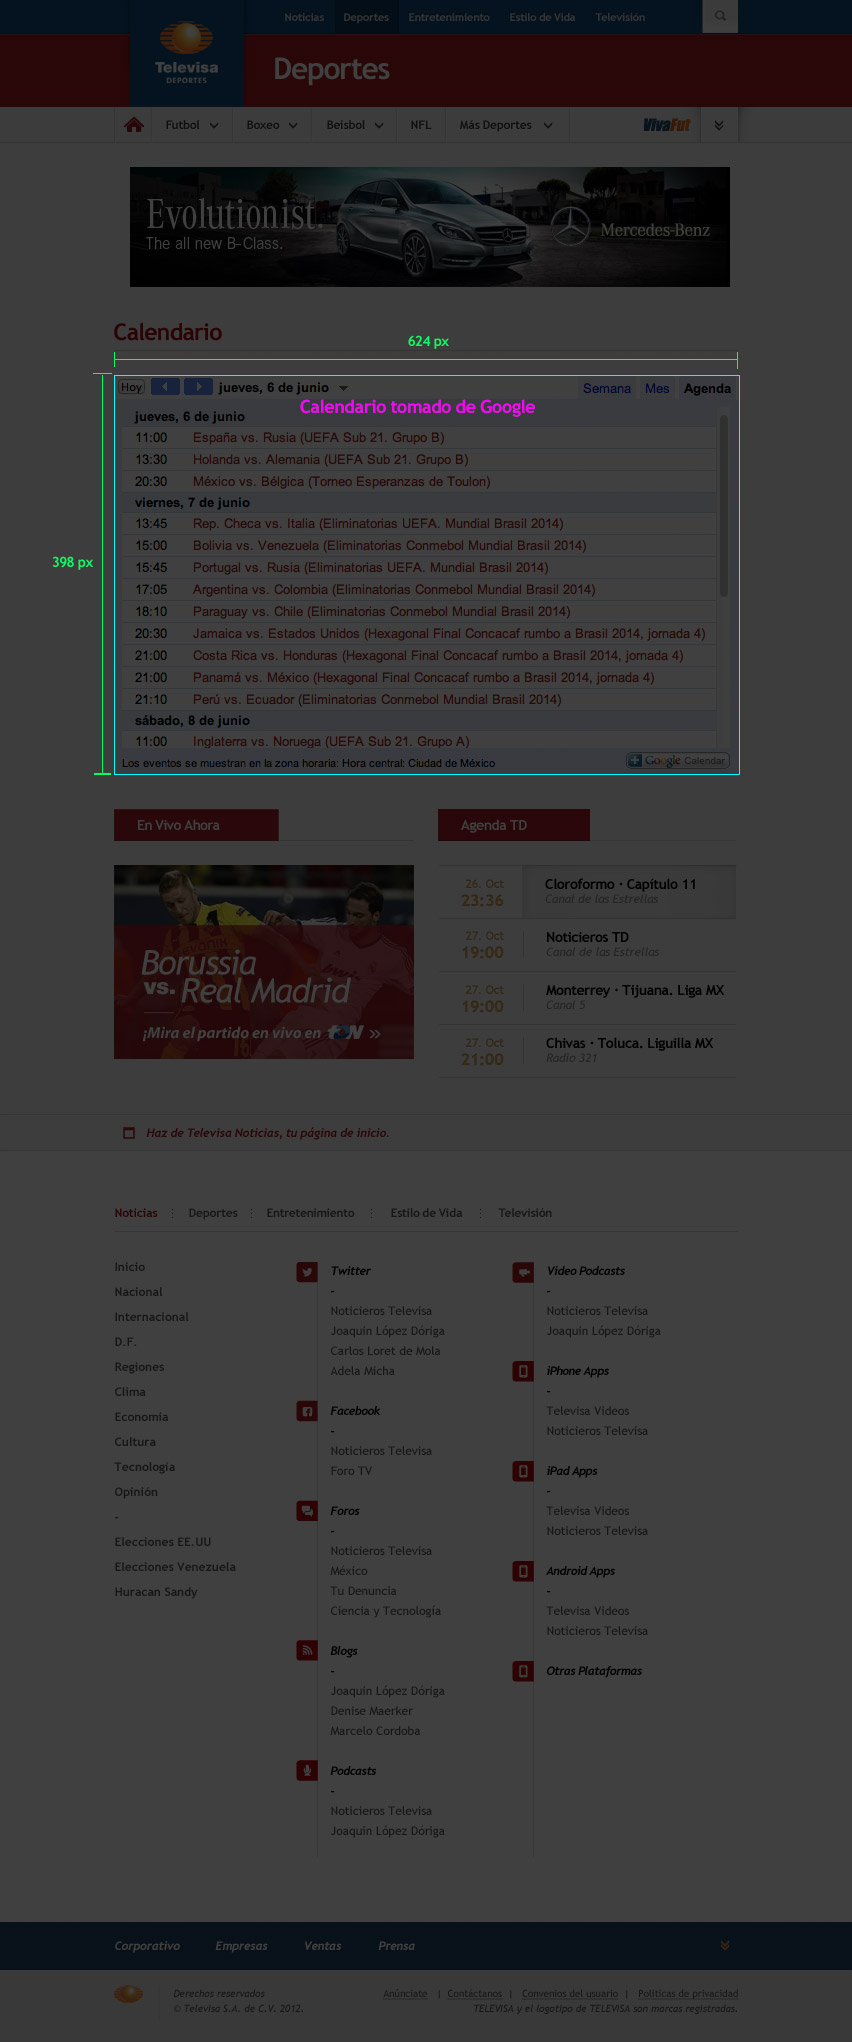 Noticias Deportes Entretenimiento Estilo de Vida Televisión
Televisa
DEPORTES
Deportes
Futbol Boxeo Beisbol NFL Más Deportes VivaFut
Evolutionist.
The all new B-Class.
Mercedes-Benz
Calendario
624 px
398 px
Hoy jueves, 6 de junio Semana Mes Agenda
Calendario tomado de Google
jueves, 6 de junio
11:00 España vs. Rusia (UEFA Sub 21. Grupo B)
13:30 Holanda vs. Alemania (UEFA Sub 21. Grupo B)
20:30 México vs. Bélgica (Torneo Esperanzas de Toulon)
viernes, 7 de junio
13:45 Rep. Checa vs. Italia (Eliminatorias UEFA. Mundial Brasil 2014)
15:00 Bolivia vs. Venezuela (Eliminatorias Conmebol Mundial Brasil 2014)
15:45 Portugal vs. Rusia (Eliminatorias UEFA. Mundial Brasil 2014)
17:05 Argentina vs. Colombia (Eliminatorias Conmebol Mundial Brasil 2014)
18:10 Paraguay vs. Chile (Eliminatorias Conmebol Mundial Brasil 2014)
20:30 Jamaica vs. Estados Unidos (Hexagonal Final Concacaf rumbo a Brasil 2014, jornada 4)
21:00 Costa Rica vs. Honduras (Hexagonal Final Concacaf rumbo a Brasil 2014, jornada 4)
21:00 Panamá vs. México (Hexagonal Final Concacaf rumbo a Brasil 2014, jornada 4)
21:10 Perú vs. Ecuador (Eliminatorias Conmebol Mundial Brasil 2014)
sábado, 8 de junio
11:00 Inglaterra vs. Noruega (UEFA Sub 21. Grupo A)
Los eventos se muestran en la zona horaria: Hora central: Ciudad de México
Google Calendar
En Vivo Ahora
Borussia
vs. Real Madrid
¡Mira el partido en vivo en tdn »
Agenda TD
26. Oct
23:36
Cloroformo · Capítulo 11
Canal de las Estrellas
27. Oct
19:00
Noticieros TD
Canal de las Estrellas
27. Oct
19:00
Monterrey · Tijuana. Liga MX
Canal 5
27. Oct
21:00
Chivas · Toluca. Liguilla MX
Radio 321
Haz de Televisa Noticias, tu página de inicio.
Noticias Deportes Entretenimiento Estilo de Vida Televisión
Inicio
Nacional
Internacional
D.F.
Regiones
Clima
Economía
Cultura
Tecnología
Opinión
-
Elecciones EE.UU
Elecciones Venezuela
Huracan Sandy
Twitter
-
Noticieros Televisa
Joaquín López Dóriga
Carlos Loret de Mola
Adela Micha
Facebook
-
Noticieros Televisa
Foro TV
Foros
-
Noticieros Televisa
México
Tu Denuncia
Ciencia y Tecnología
Blogs
-
Joaquin López Dóriga
Denise Maerker
Marcelo Cordoba
Podcasts
-
Noticieros Televisa
Joaquin López Dóriga
Video Podcasts
-
Noticieros Televisa
Joaquin López Dóriga
iPhone Apps
-
Televisa Videos
Noticieros Televisa
iPad Apps
-
Televisa Videos
Noticieros Televisa
Android Apps
-
Televisa Videos
Noticieros Televisa
Otras Plataformas
Corporativo Empresas Ventas Prensa
Derechos reservados
© Televisa S.A. de C.V. 2012.
Anúnciate | Contáctanos | Convenios del usuario | Políticas de privacidad
TELEVISA y el logotipo de TELEVISA son marcas registradas.